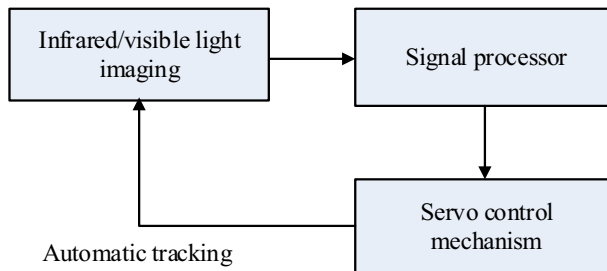 Infrared/visible light
imaging
Signal processor
Servo control
mechanism
Automatic tracking